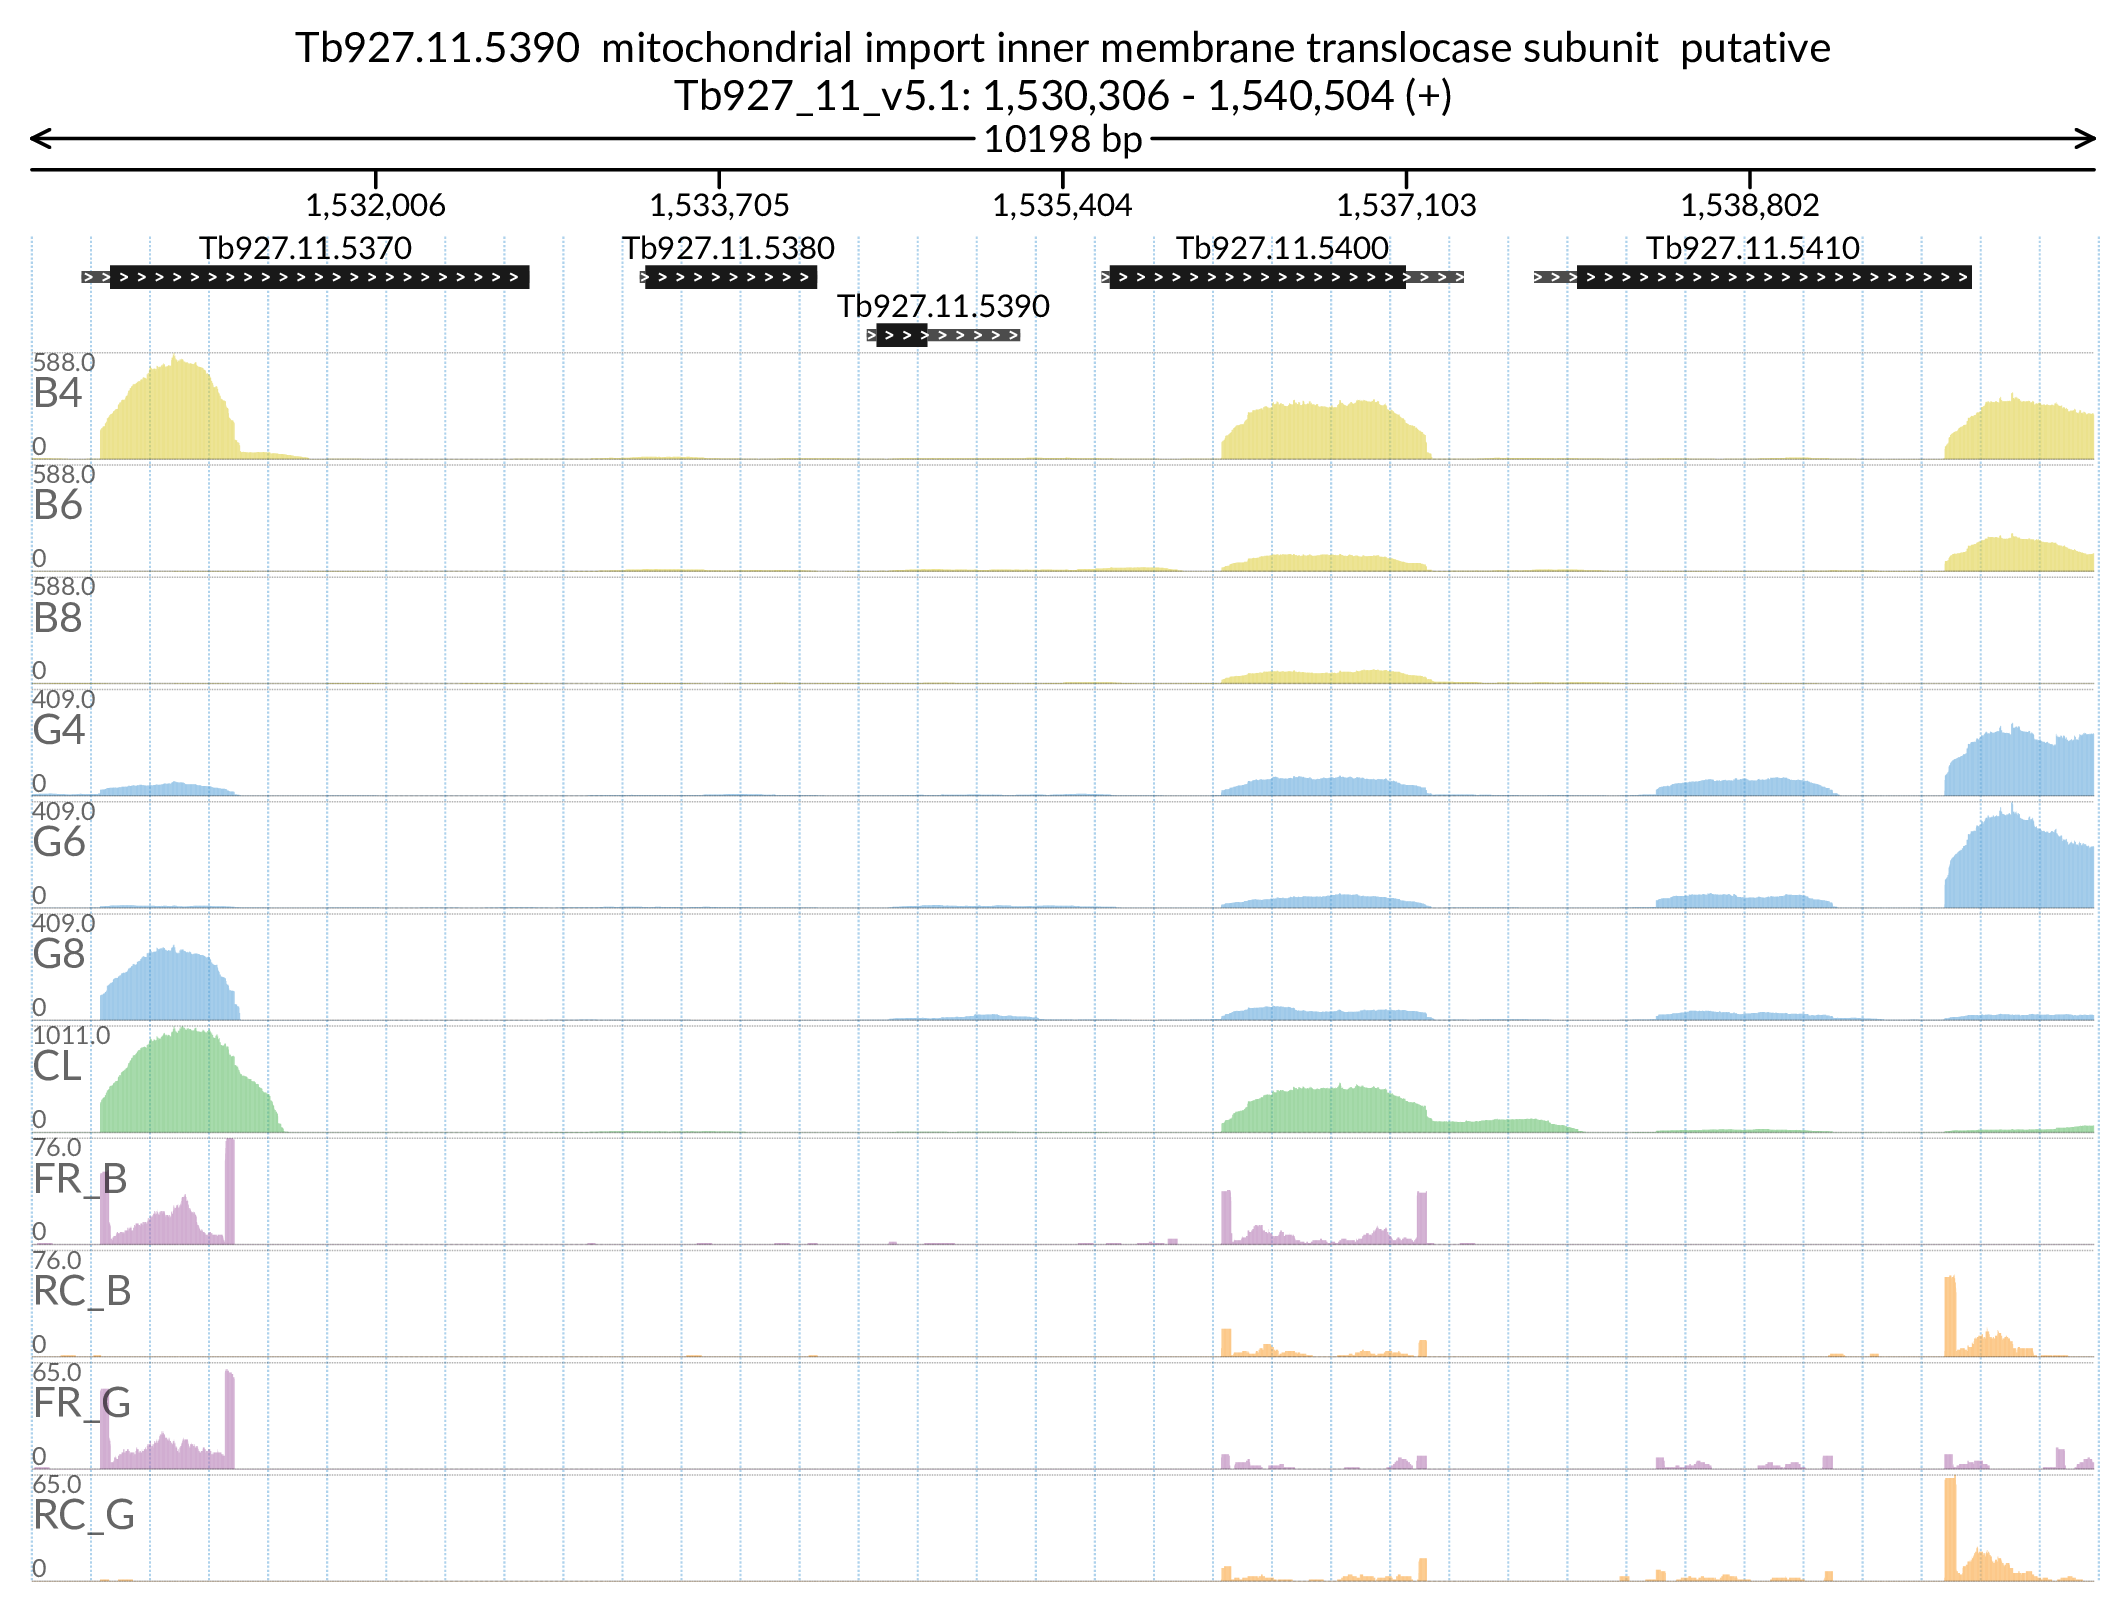 Tb927.11.5390 mitochondrial import inner membrane translocase subunit putative
Tb927_11_v5.1: 1,530,306 - 1,540,504 (+)
10198 bp
1,532,006 1,533,705 1,535,404 1,537,103 1,538,802
Tb927.11.5370 Tb927.11.5380 Tb927.11.5400 Tb927.11.5410
Tb927.11.5390
588.0
B4
0
588.0
B6
0
588.0
B8
0
409.0
G4
0
409.0
G6
0
409.0
G8
0
1011.0
CL
0
76.0
FR_B
0
76.0
RC_B
0
65.0
FR_G
0
65.0
RC_G
0